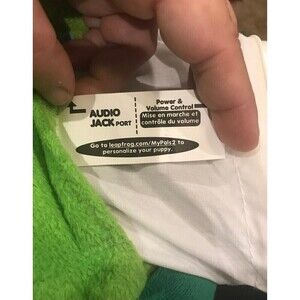 AUDIO
JACK PORT
Power &
Volume Control
Mise en marche et
contrôle du volume
Go to leapfrog.com/MyPals2 to
personalize your puppy.